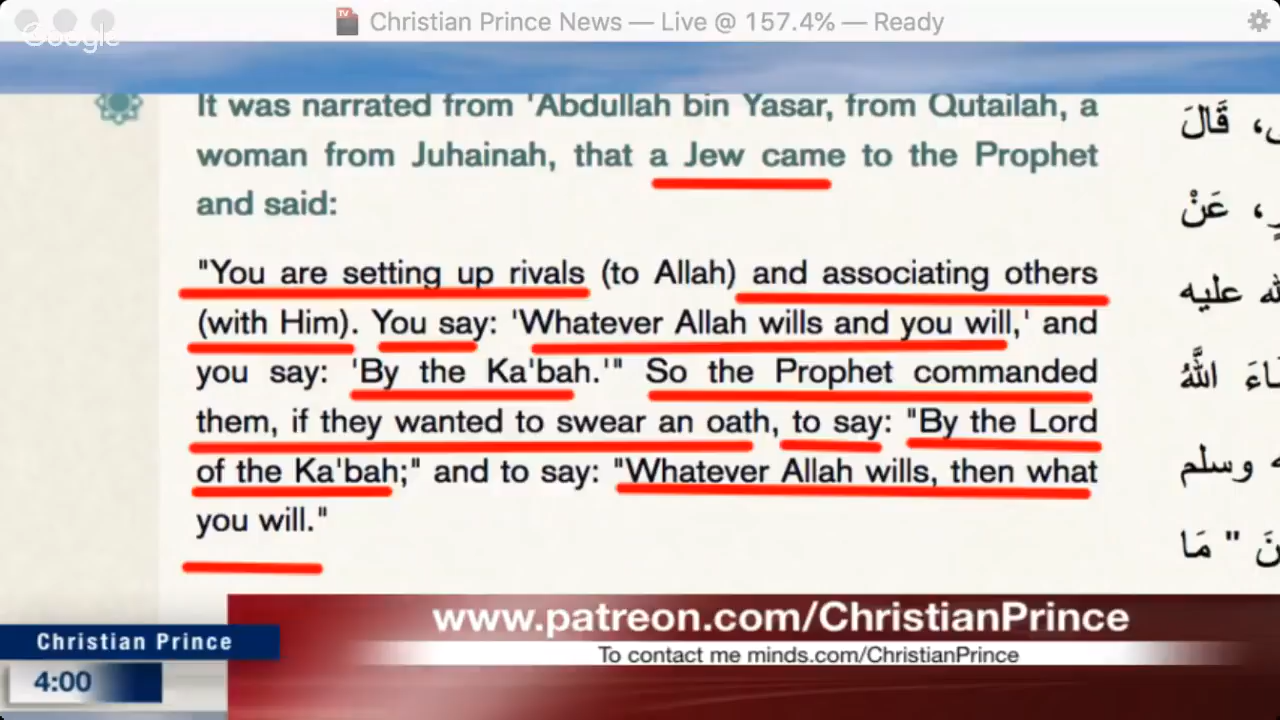 Christian Prince News — Live @ 157.4% — Ready
Google
It was narrated from 'Abdullah bin Yasar, from Qutailah, a
woman from Juhainah, that a Jew came to the Prophet
and said:
"You are setting up rivals (to Allah) and associating others
(with Him). You say: 'Whatever Allah wills and you will,' and
you say: 'By the Ka'bah.'" So the Prophet commanded
them, if they wanted to swear an oath, to say: "By the Lord
of the Ka'bah;" and to say: "Whatever Allah wills, then what
you will."
، قَالَ
، عَنْ
عليه
اللَّهُ
وسلم
" مَا
www.patreon.com/ChristianPrince
To contact me minds.com/ChristianPrince
Christian Prince
4:00